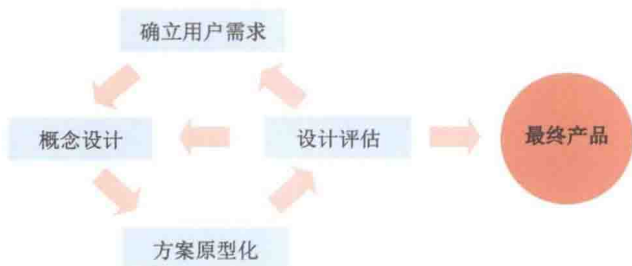 确立用户需求
概念设计
设计评估
最终产品
方案原型化